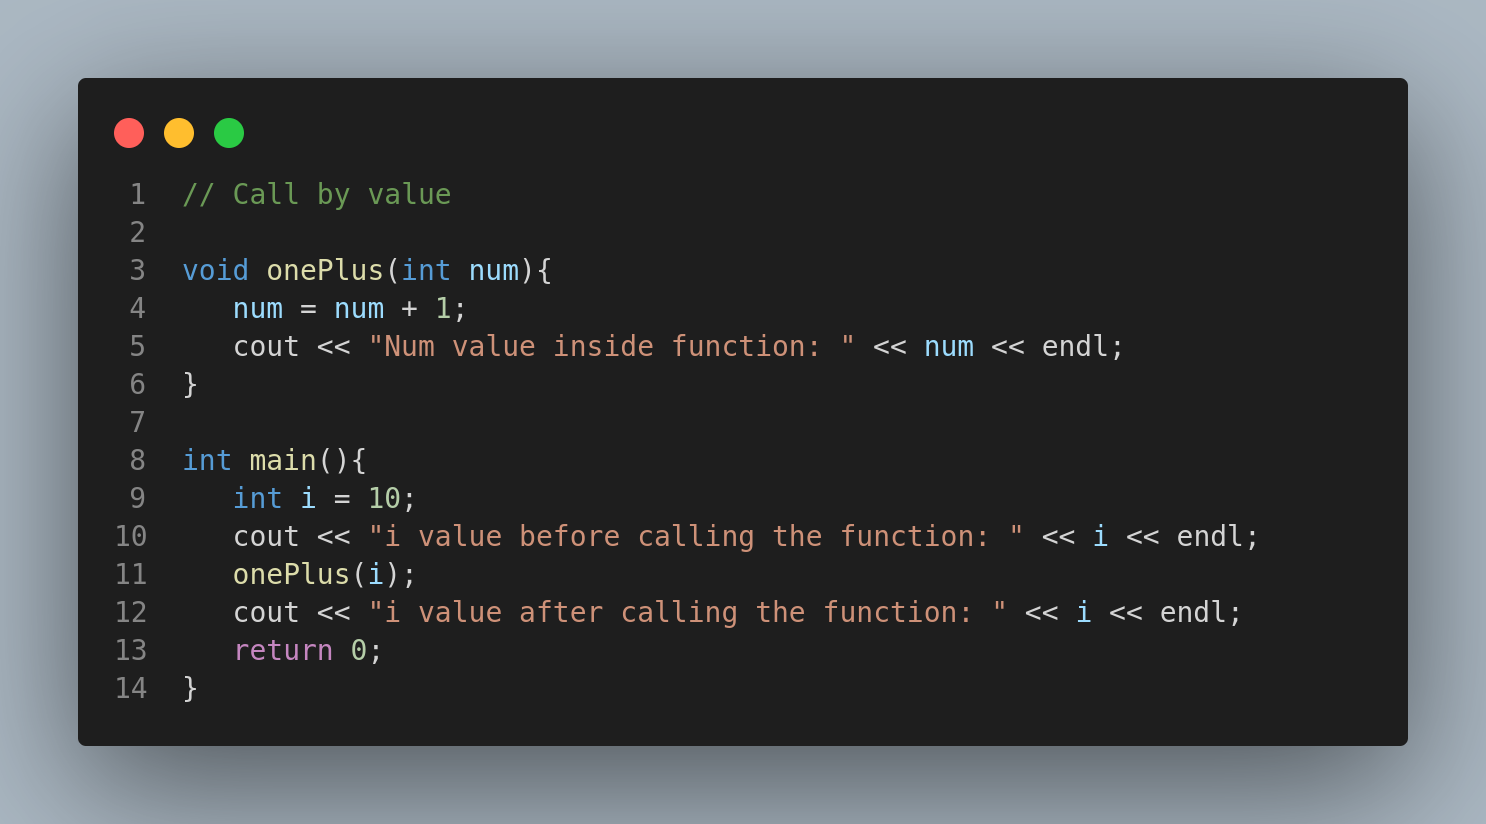 1 // Call by value
2
3 void onePlus(int num){
4    num = num + 1;
5    cout << "Num value inside function: " << num << endl;
6 }
7
8 int main(){
9    int i = 10;
10    cout << "i value before calling the function: " << i << endl;
11    onePlus(i);
12    cout << "i value after calling the function: " << i << endl;
13    return 0;
14 }